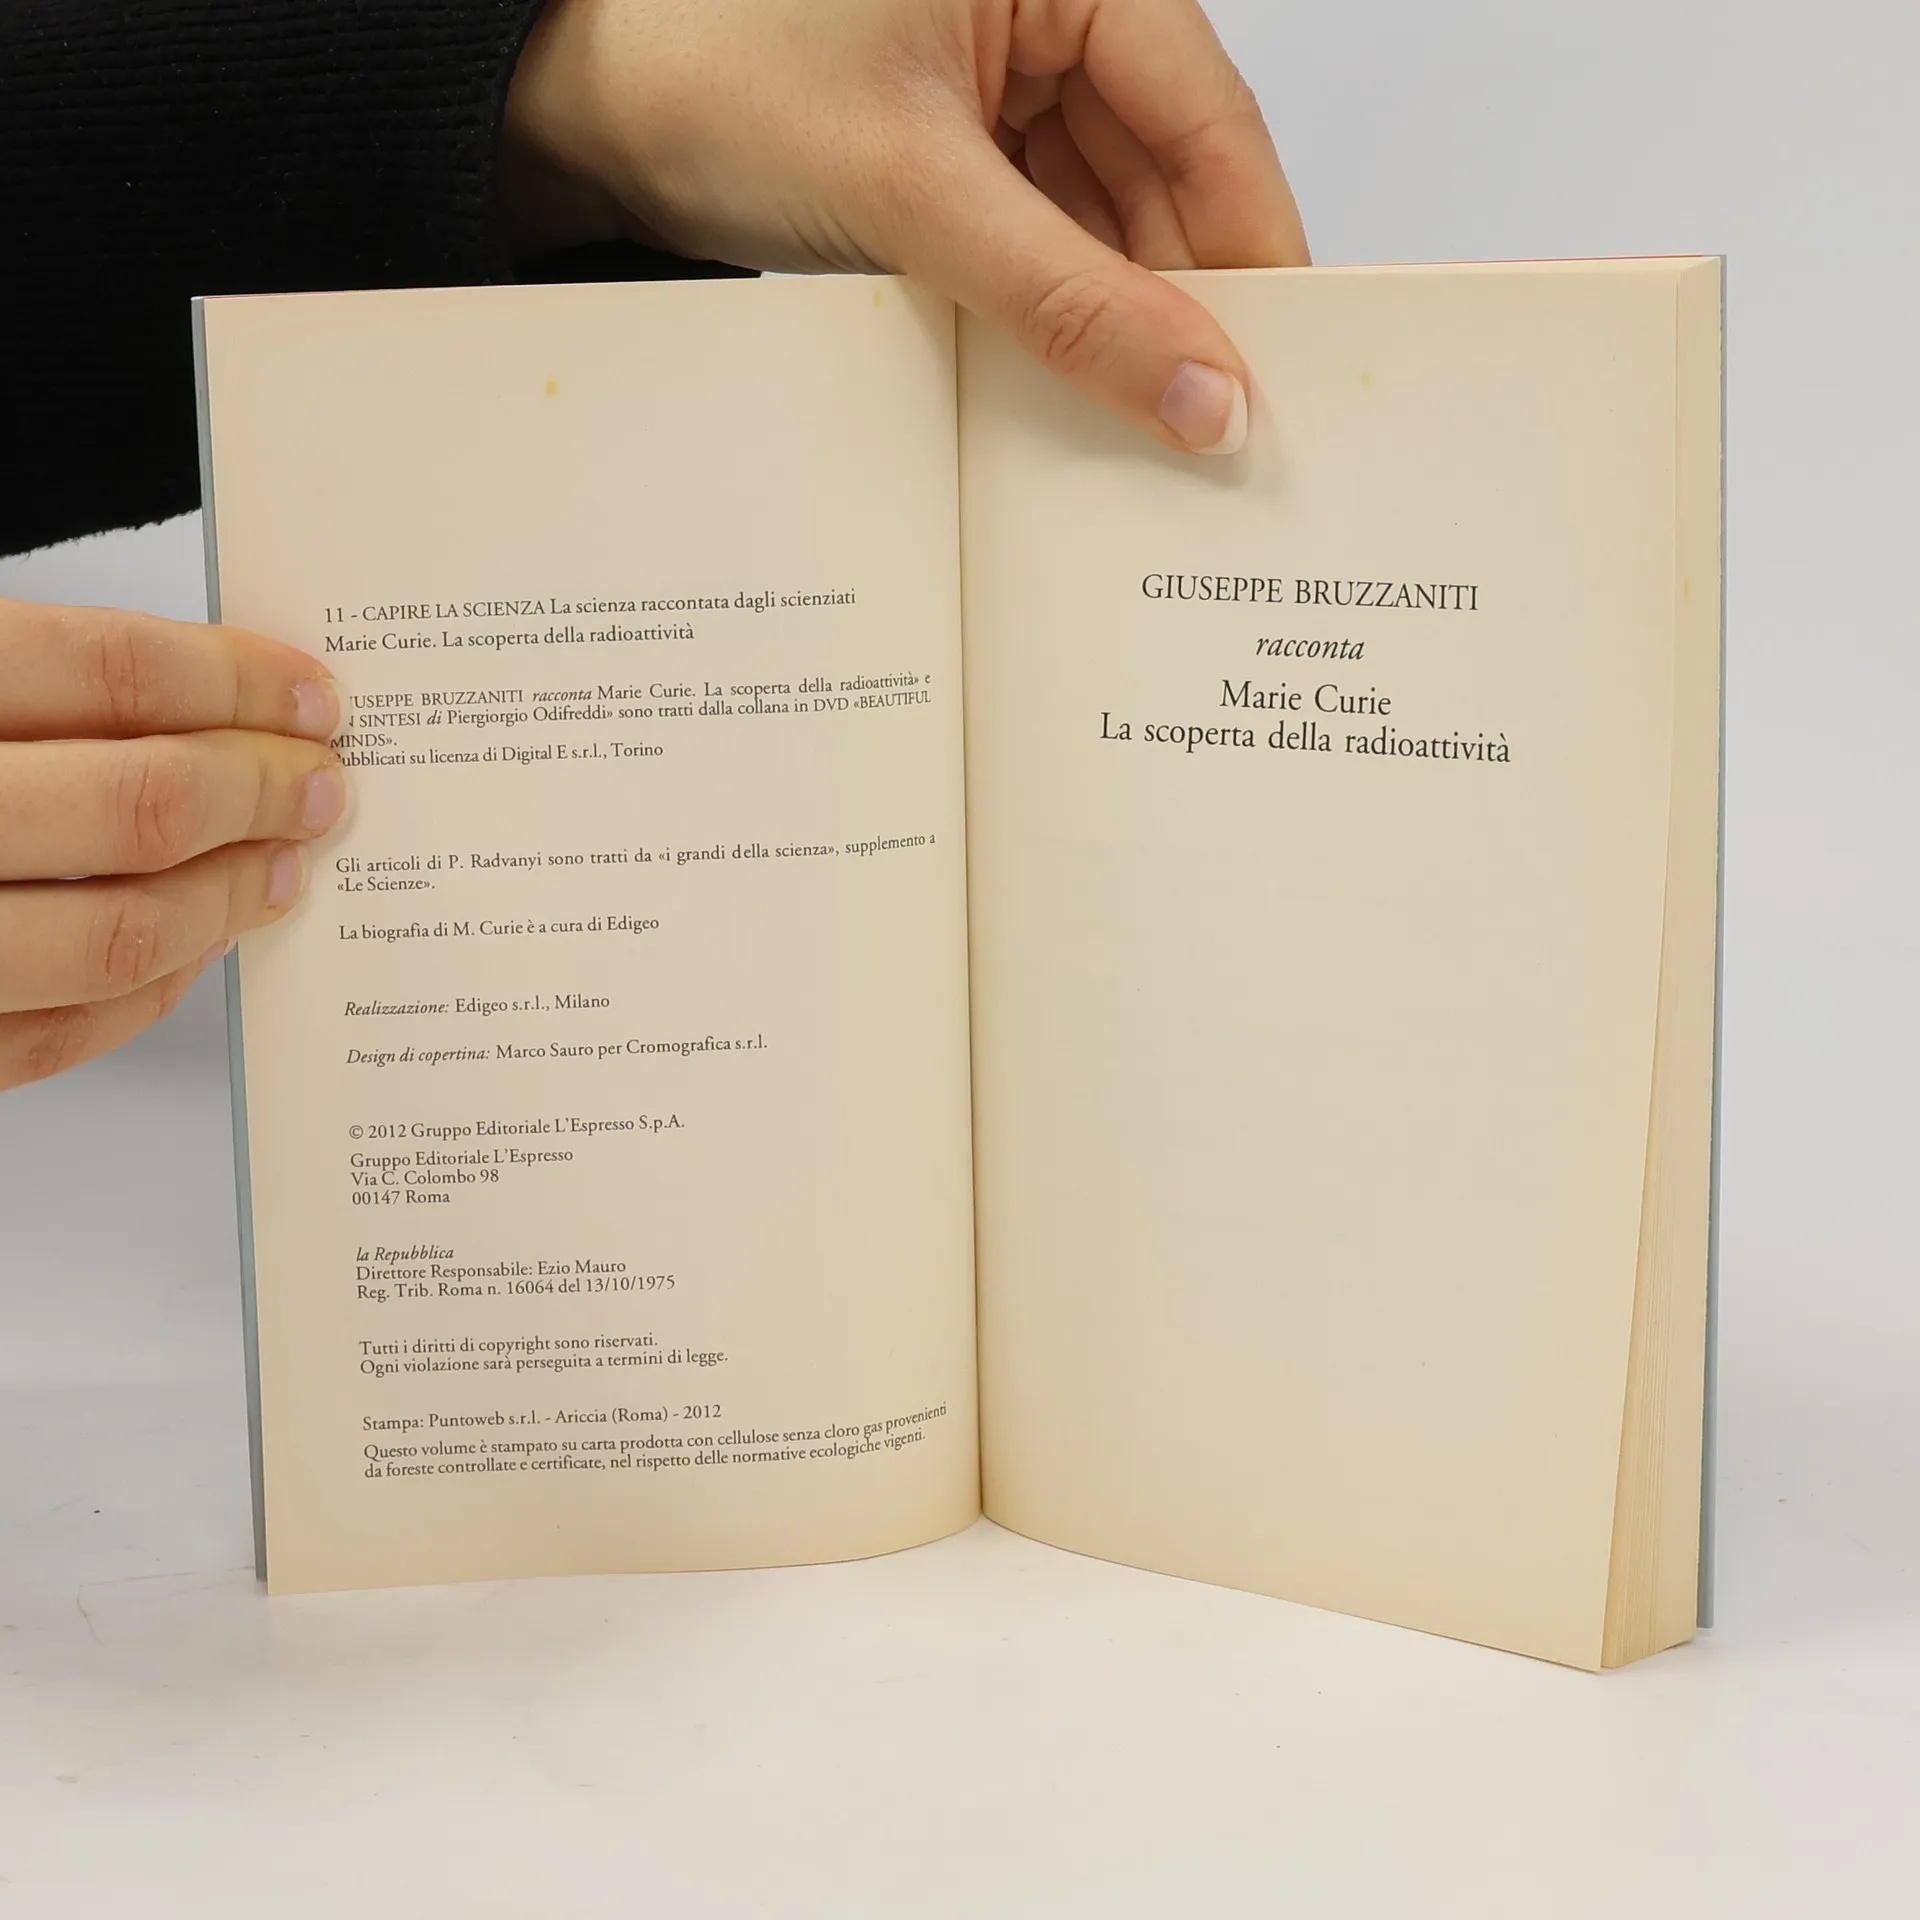 11 - CAPIRE LA SCIENZA La scienza raccontata dagli scienziati
Marie Curie. La scoperta della radioattività
USEPPE BRUZZANITI racconta Marie Curie. La scoperta della radioattività» e
SINTESI di Piergiorgio Odifreddi» sono tratti dalla collana in DVD «BEAUTIFUL
MINDS».
ubblicati su licenza di Digital E s.r.l., Torino
Gli articoli di P. Radvanyi sono tratti da «i grandi della scienza», supplemento a
«Le Scienze».
La biografia di M. Curie è a cura di Edigeo
Realizzazione: Edigeo s.r.l., Milano
Design di copertina: Marco Sauro per Cromografica s.r.l.
© 2012 Gruppo Editoriale L'Espresso S.p.A.
Gruppo Editoriale L'Espresso
Via C. Colombo 98
00147 Roma
la Repubblica
Direttore Responsabile: Ezio Mauro
Reg. Trib. Roma n. 16064 del 13/10/1975
Tutti i diritti di copyright sono riservati.
Ogni violazione sarà perseguita a termini di legge.
Stampa: Puntoweb s.r.l. - Ariccia (Roma) - 2012
Questo volume è stampato su carta prodotta con cellulose senza cloro gas provenienti
da foreste controllate e certificate, nel rispetto delle normative ecologiche vigenti.
GIUSEPPE BRUZZANITI
racconta
Marie Curie
La scoperta della radioattività